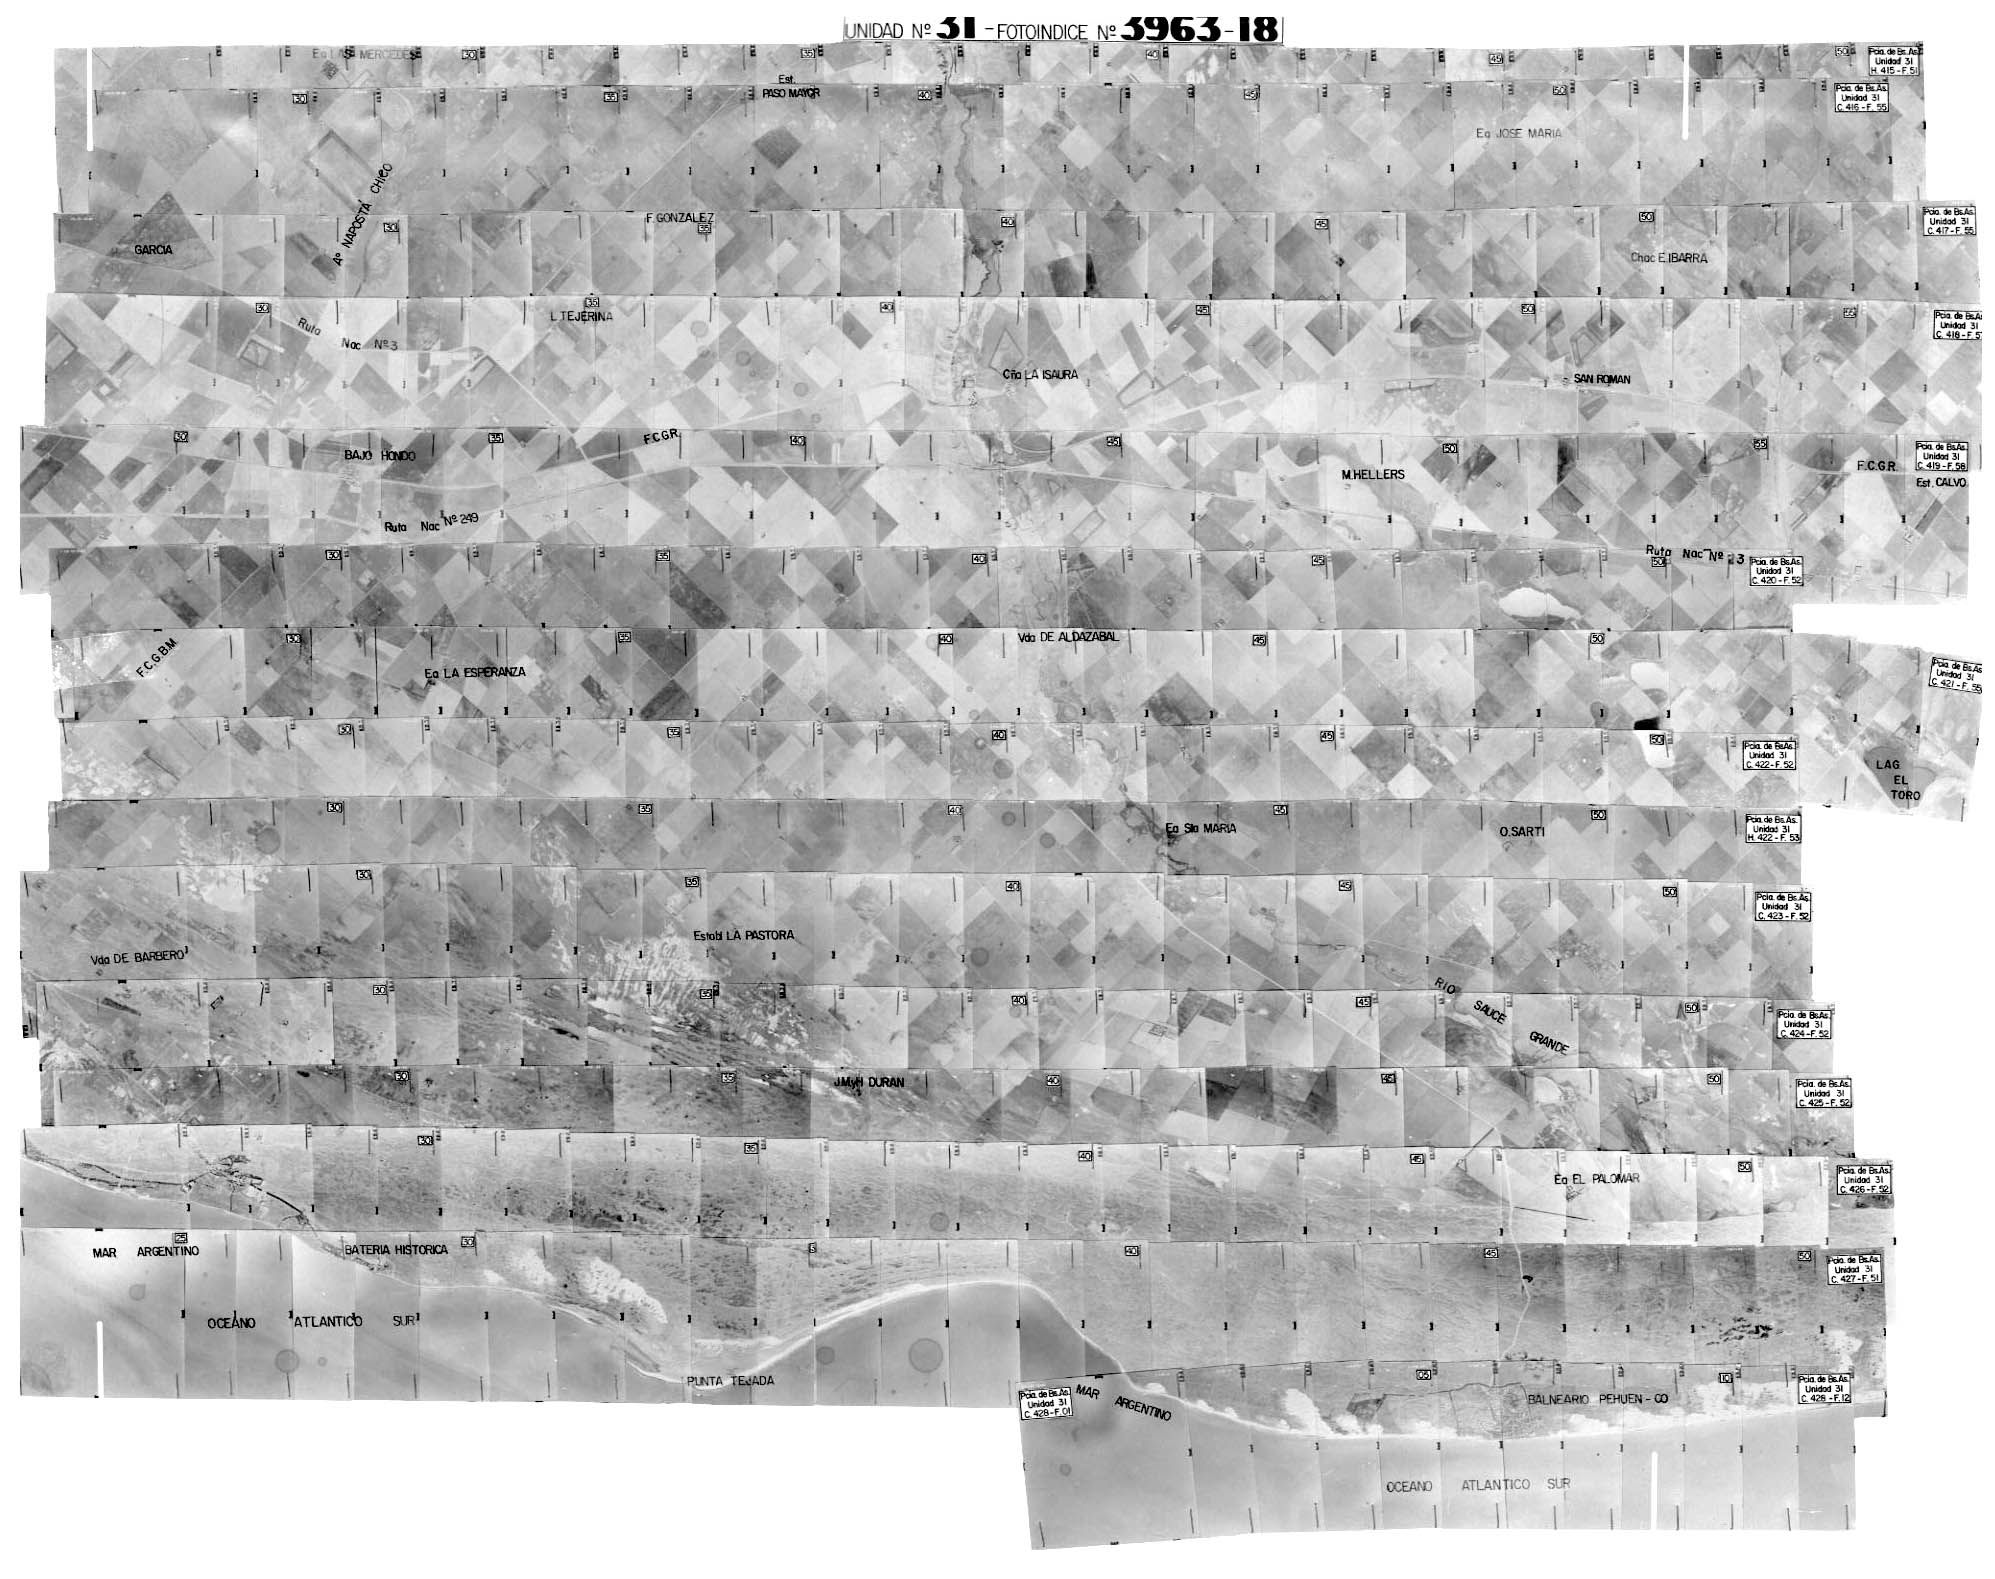 UNIDAD Nº 31 - FOTOINDICE Nº 3963-18
Ea LAS MERCEDES
30
35
40
45
50
Pcia. de Bs.As.
Unidad 31
H. 415 - F. 51
Est.
PASO MAYOR
30
35
40
45
50
Pcia. de Bs.As.
Unidad 31
C. 416 - F. 55
Ea JOSE MARIA
Aº NAPOSTÁ CHICO
GARCIA
30
F. GONZALEZ
35
40
45
50
Chac E. IBARRA
Pcia. de Bs.As.
Unidad 31
C. 417 - F. 55
30
Ruta Nac Nº 3
35
L. TEJERINA
40
Cña LA ISAURA
45
50
SAN ROMAN
55
Pcia. de Bs.As
Unidad 31
C. 418 - F. 5
30
BAJO HONDO
35
F.C.G.R.
40
45
M. HELLERS
50
55
F.C.G.R.
Est. CALVO
Pcia. de Bs.As.
Unidad 31
C. 419 - F. 58
Ruta Nac Nº 249
Ruta Nac Nº 3
30
35
40
45
50
Pcia. de Bs.As.
Unidad 31
C. 420 - F. 52
F.C.G.B.M.
30
Ea LA ESPERANZA
35
40
Vda DE ALDAZABAL
45
50
Pcia. de Bs.As
Unidad 31
C. 421 - F. 55
30
35
40
45
50
Pcia. de Bs.As.
Unidad 31
C. 422 - F. 52
LAG
EL
TORO
30
35
40
Ea Sta MARIA
45
O. SARTI
50
Pcia. de Bs.As.
Unidad 31
H. 422 - F. 53
30
35
40
45
50
Pcia. de Bs.As.
Unidad 31
C. 423 - F. 52
Vda DE BARBERO
Establ LA PASTORA
30
35
40
45
RIO SAUCE GRANDE
50
Pcia. de Bs.As.
Unidad 31
C. 424 - F. 52
30
35
J.M.yH DURAN
40
45
50
Pcia. de Bs.As.
Unidad 31
C. 425 - F. 52
30
35
40
45
Ea EL PALOMAR
50
Pcia. de Bs.As.
Unidad 31
C. 426 - F. 52
25
MAR ARGENTINO
BATERIA HISTORICA
30
40
45
50
Pcia. de Bs.As.
Unidad 31
C. 427 - F. 51
OCEANO ATLANTICO SUR
PUNTA TEJADA
Pcia. de Bs.As.
Unidad 31
C. 428 - F. 01
MAR ARGENTINO
05
BALNEARIO PEHUEN - CO
10
Pcia. de Bs.As.
Unidad 31
C. 428 - F. 12
OCEANO ATLANTICO SUR